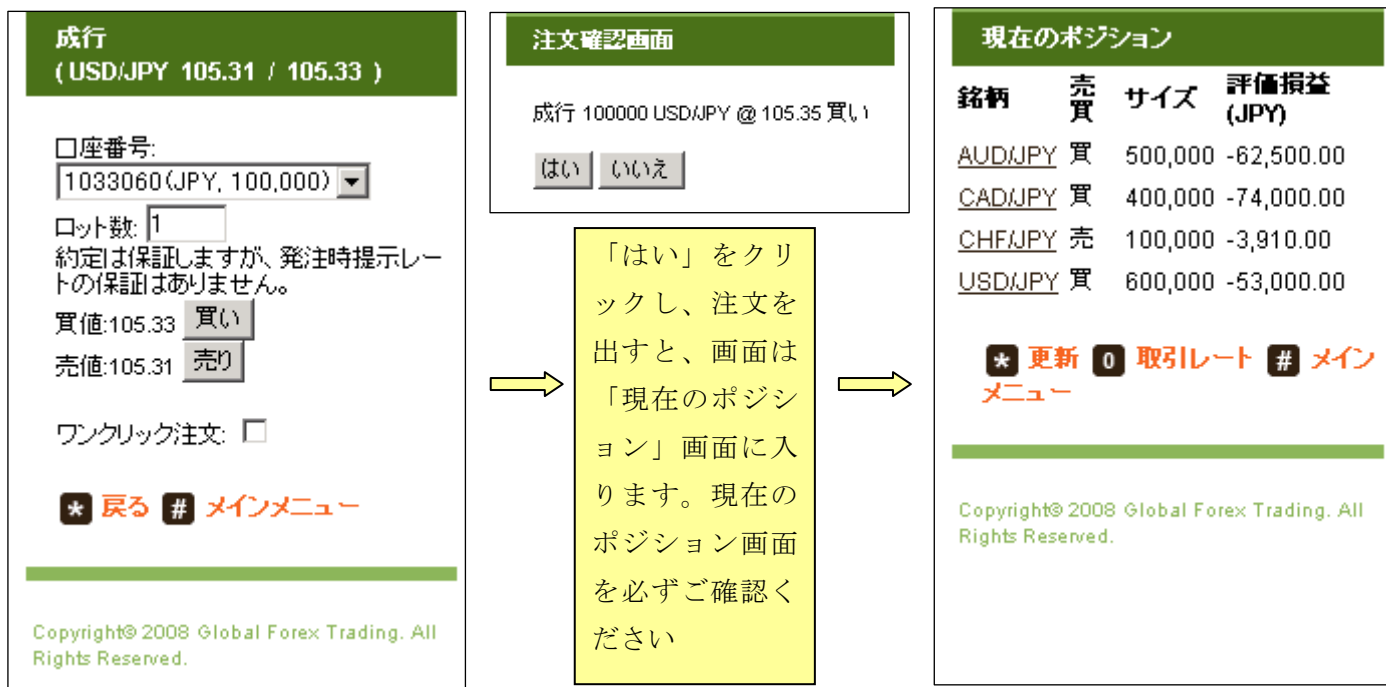 成行
(USD/JPY 105.31 / 105.33 )
口座番号:
1033060(JPY, 100,000)
ロット数: 1
約定は保証しますが、発注時提示レー
トの保証はありません。
買値:105.33 買い
売値:105.31 売り
ワンクリック注文:
* 戻る # メインメニュー
Copyright® 2008 Global Forex Trading. All
Rights Reserved.
注文確認画面
成行 100000 USD/JPY @ 105.35 買い
はい いいえ
「はい」をクリ
ックし、注文を
出すと、画面は
「現在のポジシ
ョン」画面に入
ります。現在の
ポジション画面
を必ずご確認く
ださい
現在のポジション
銘柄 売買 サイズ 評価損益
(JPY)
AUD/JPY 買 500,000 -62,500.00
CAD/JPY 買 400,000 -74,000.00
CHF/JPY 売 100,000 -3,910.00
USD/JPY 買 600,000 -53,000.00
* 更新 0 取引レート # メイン
メニュー
Copyright® 2008 Global Forex Trading. All
Rights Reserved.